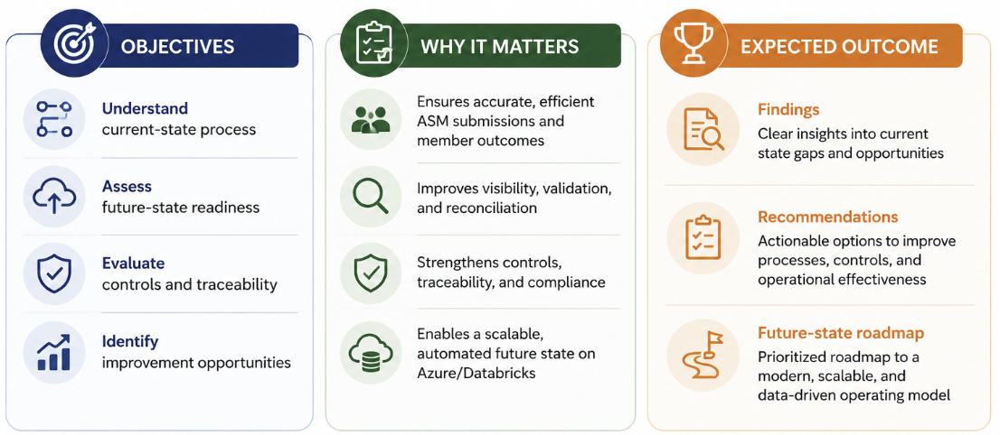 OBJECTIVES
Understand
current-state process
Assess
future-state readiness
Evaluate
controls and traceability
Identify
improvement opportunities
WHY IT MATTERS
Ensures accurate, efficient
ASM submissions and
member outcomes
Improves visibility, validation,
and reconciliation
Strengthens controls,
traceability, and compliance
Enables a scalable,
automated future state on
Azure/Databricks
EXPECTED OUTCOME
Findings
Clear insights into current
state gaps and opportunities
Recommendations
Actionable options to improve
processes, controls, and
operational effectiveness
Future-state roadmap
Prioritized roadmap to a
modern, scalable, and
data-driven operating model